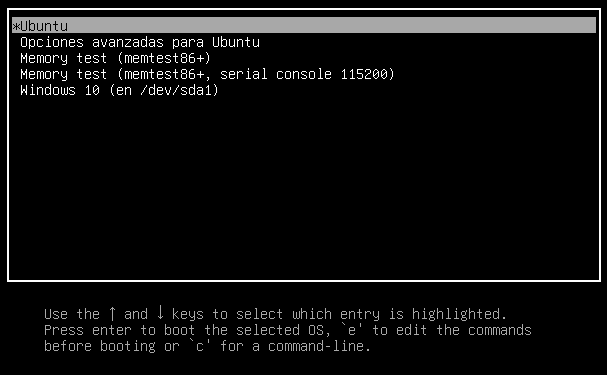 *Ubuntu
Opciones avanzadas para Ubuntu
Memory test (memtest86+)
Memory test (memtest86+, serial console 115200)
Windows 10 (en /dev/sda1)
Use the ↑ and ↓ keys to select which entry is highlighted.
Press enter to boot the selected OS, `e' to edit the commands
before booting or `c' for a command-line.